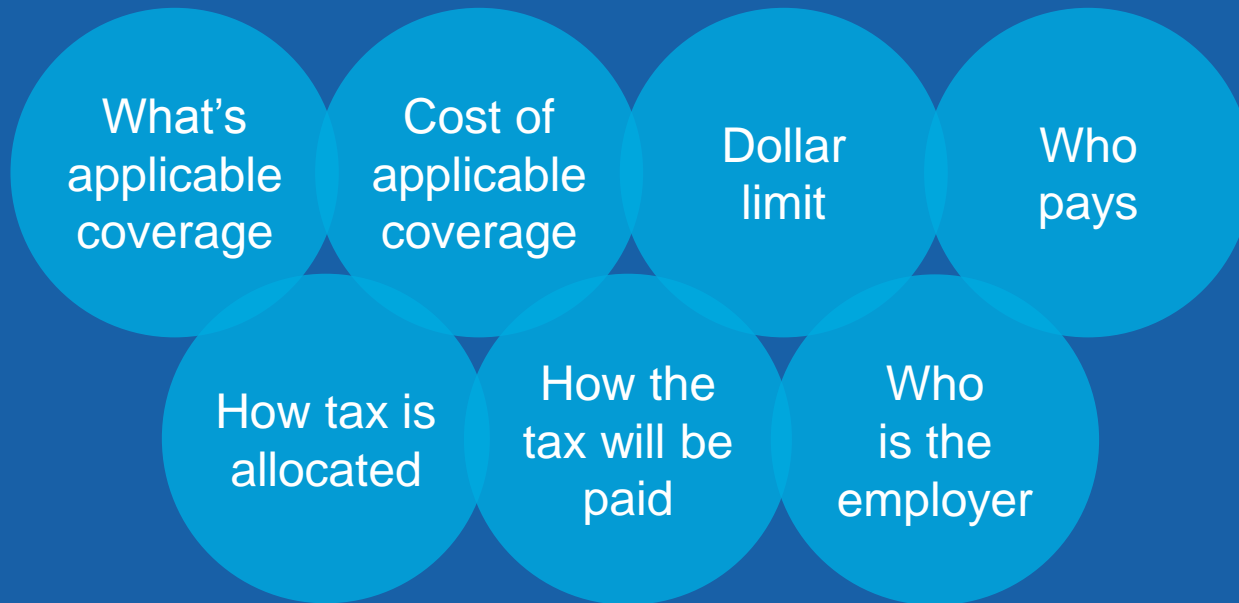 What’s
applicable
coverage
Cost of
applicable
coverage
Dollar
limit
Who
pays
How tax is
allocated
How the
tax will be
paid
Who
is the
employer